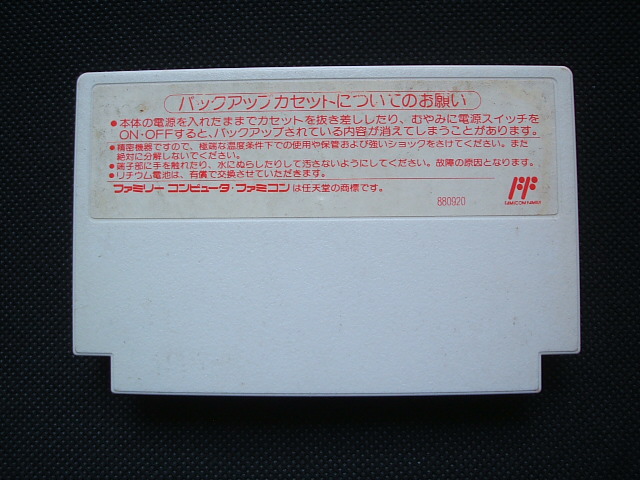 バックアップカセットについてのお願い
●本体の電源を入れたままでカセットを抜き差ししたり、むやみに電源スイッチを
ON・OFFすると、バックアップされている内容が消えてしまうことがあります。
●精密機器ですので、極端な温度条件下での使用や保管および強いショックをさけてください。また
絶対に分解しないでください。
●端子部に手を触れたり、水にぬらしたりして汚さないようにしてください。故障の原因となります。
●リチウム電池は、有償で交換させていただきます。
ファミリー コンピュータ・ファミコンは任天堂の商標です。
880920
FF
FAMICOM FAMILY